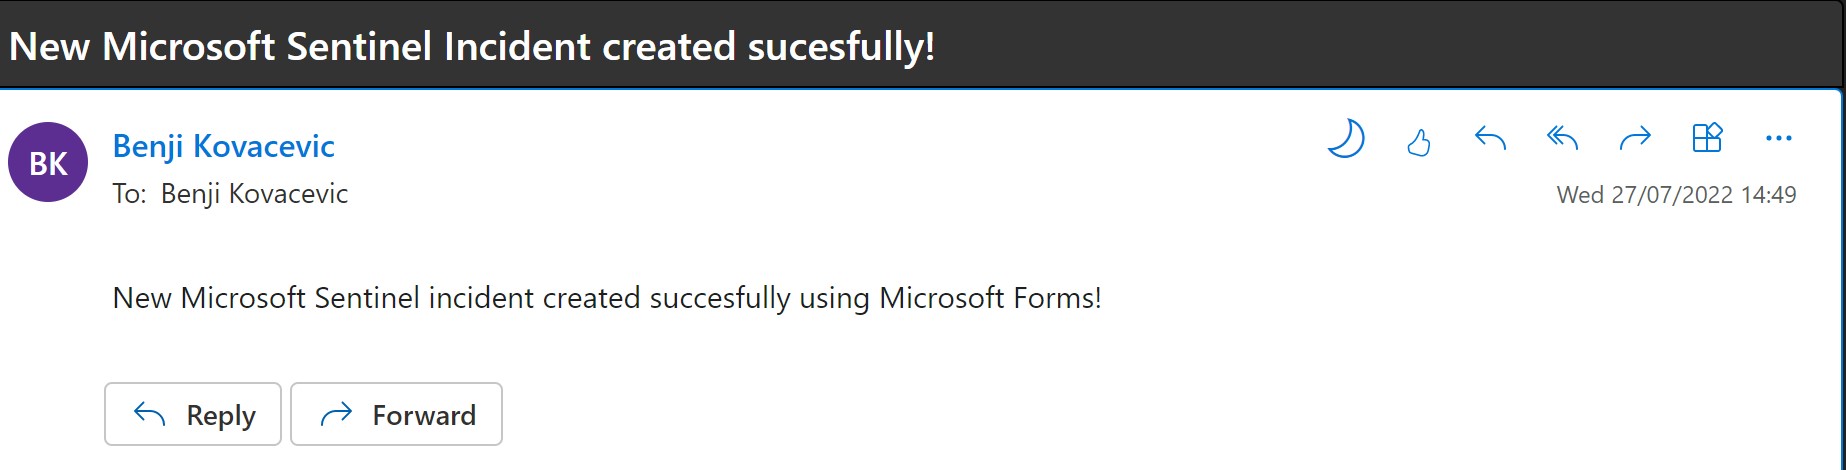 New Microsoft Sentinel Incident created sucesfully!
BK
Benji Kovacevic
To: Benji Kovacevic
Wed 27/07/2022 14:49
New Microsoft Sentinel incident created succesfully using Microsoft Forms!
Reply
Forward